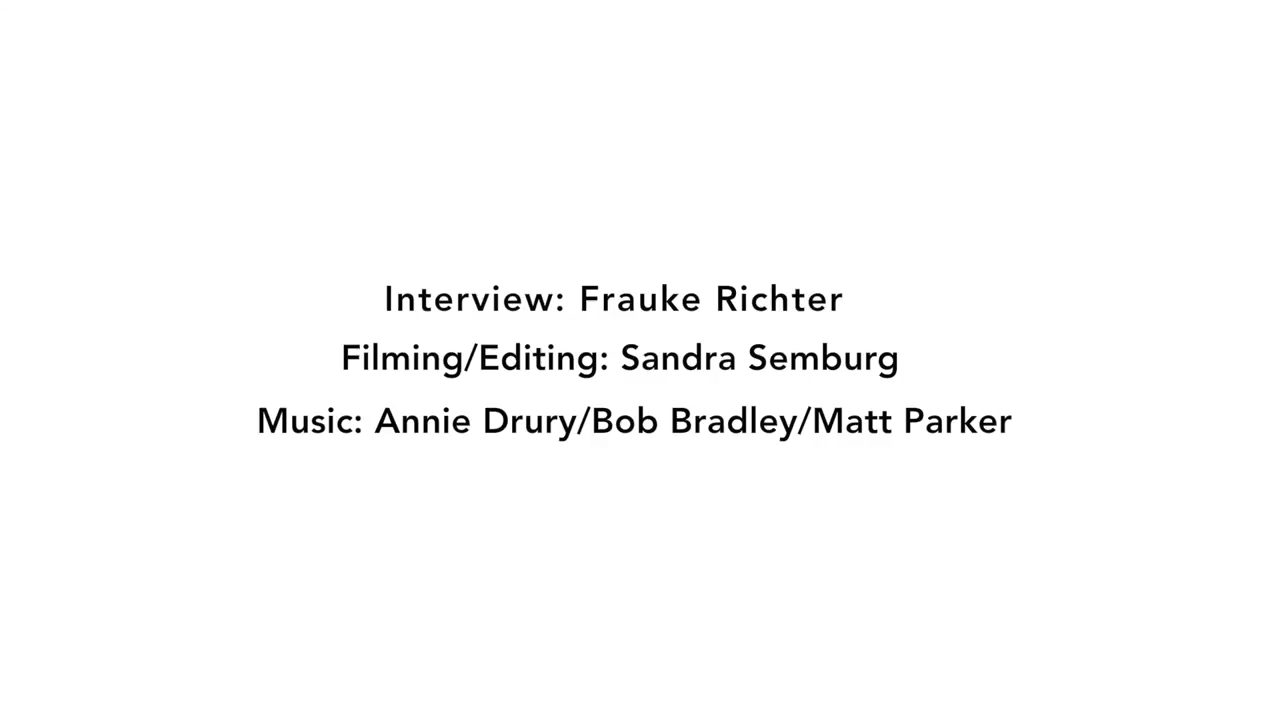 Interview: Frauke Richter
Filming/Editing: Sandra Semburg
Music: Annie Drury/Bob Bradley/Matt Parker